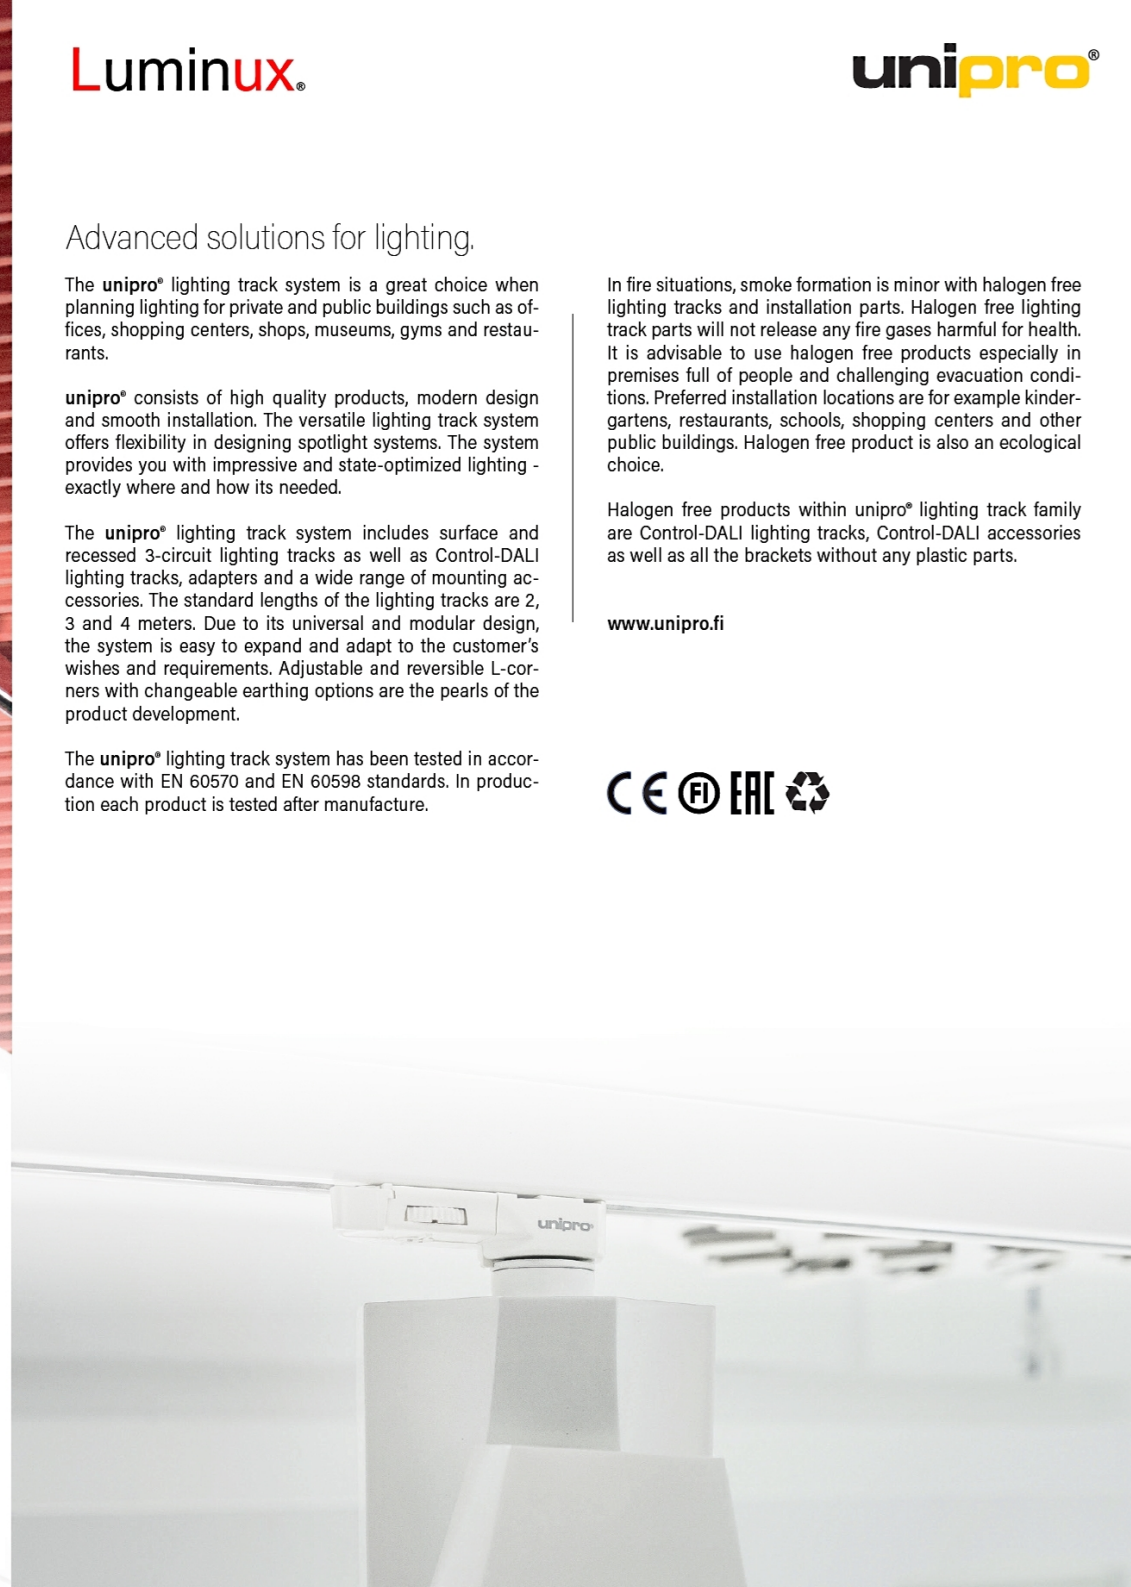 Luminux®
unipro®
Advanced solutions for lighting.
The unipro® lighting track system is a great choice when
planning lighting for private and public buildings such as of-
fices, shopping centers, shops, museums, gyms and restau-
rants.
unipro® consists of high quality products, modern design
and smooth installation. The versatile lighting track system
offers flexibility in designing spotlight systems. The system
provides you with impressive and state-optimized lighting -
exactly where and how its needed.
The unipro® lighting track system includes surface and
recessed 3-circuit lighting tracks as well as Control-DALI
lighting tracks, adapters and a wide range of mounting ac-
cessories. The standard lengths of the lighting tracks are 2,
3 and 4 meters. Due to its universal and modular design,
the system is easy to expand and adapt to the customer's
wishes and requirements. Adjustable and reversible L-cor-
ners with changeable earthing options are the pearls of the
product development.
The unipro® lighting track system has been tested in accor-
dance with EN 60570 and EN 60598 standards. In produc-
tion each product is tested after manufacture.
In fire situations, smoke formation is minor with halogen free
lighting tracks and installation parts. Halogen free lighting
track parts will not release any fire gases harmful for health.
It is advisable to use halogen free products especially in
premises full of people and challenging evacuation condi-
tions. Preferred installation locations are for example kinder-
gartens, restaurants, schools, shopping centers and other
public buildings. Halogen free product is also an ecological
choice.
Halogen free products within unipro® lighting track family
are Control-DALI lighting tracks, Control-DALI accessories
as well as all the brackets without any plastic parts.
www.unipro.fi
CE FI EAC
unipro®